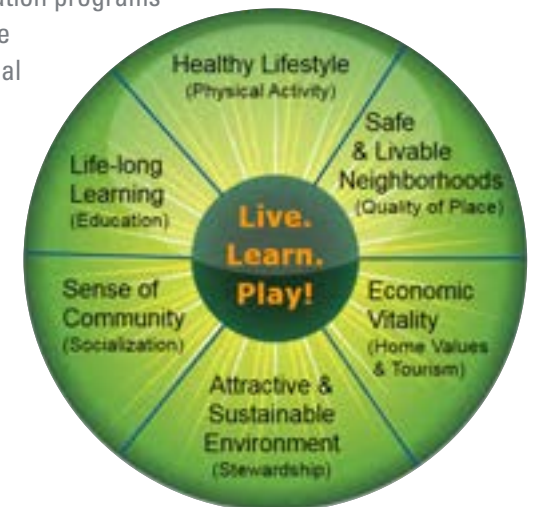 ation programs
e
al
Healthy Lifestyle
(Physical Activity)
Safe
& Livable
Neighborhoods
(Quality of Place)
Life-long
Learning
(Education)
Live.
Learn.
Play!
Sense of
Community
(Socialization)
Economic
Vitality
(Home Values
& Tourism)
Attractive &
Sustainable
Environment
(Stewardship)